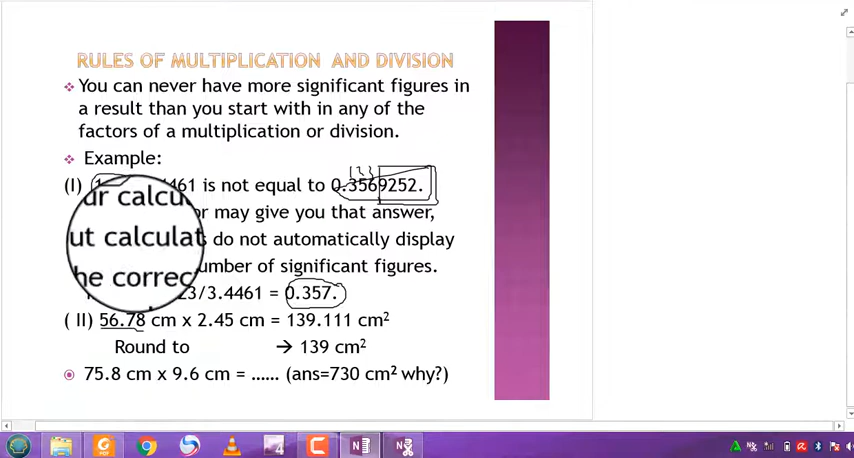 RULES OF MULTIPLICATION AND DIVISION
You can never have more significant figures in
a result than you start with in any of the
factors of a multiplication or division.
Example:
(I) 4461 is not equal to 0.3569252.
ur calcu or may give you that answer,
ut calculat s do not automatically display
he correc umber of significant figures.
23/3.4461 = 0.357.
( II) 56.78 cm x 2.45 cm = 139.111 cm²
Round to → 139 cm²
75.8 cm x 9.6 cm = ...... (ans=730 cm² why?)